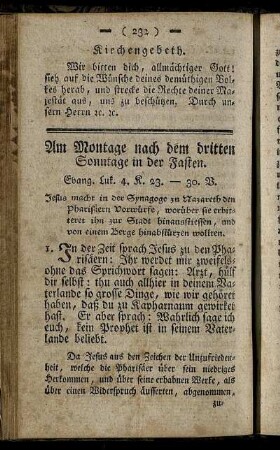 ( 232 )
Kirchengebeth.
Wir bitten dich, allmächtiger Gott!
sieh auf die Wünsche deines demüthigen Vol-
kes herab, und strecke die Rechte deiner Ma-
jestät aus, uns zu beschützen. Durch un-
sern Herrn ꝛc. ꝛc.
Am Montage nach dem dritten
Sonntage in der Fasten.
Evang. Luk. 4. K. 23. — 30. V.
Jesus macht in der Synagoge zu Nazareth den
Pharisäern Vorwürfe, worüber sie erbit-
tert ihn zur Stadt hinausstießen, und
von einem Berge hinabstürzen wollten.
1. In der Zeit sprach Jesus zu den Pha-
risäern: Ihr werdet mir zweifels-
ohne das Sprichwort sagen: Arzt, hülf
dir selbst: thu auch allhier in deinem Va-
terlande so grosse Dinge, wie wir gehöret
haben, daß du zu Kapharnaum gewirket
hast. Er aber sprach: Wahrlich sage ich
euch, kein Prophet ist in seinem Vater-
lande beliebt.
Da Jesus aus den Zeichen der Unzufrieden-
heit, welche die Pharisäer über sein niedriges
Herkommen, und über seine erhabnen Werke, als
über einen Widerspruch äusserten, abgenommen,
zu-